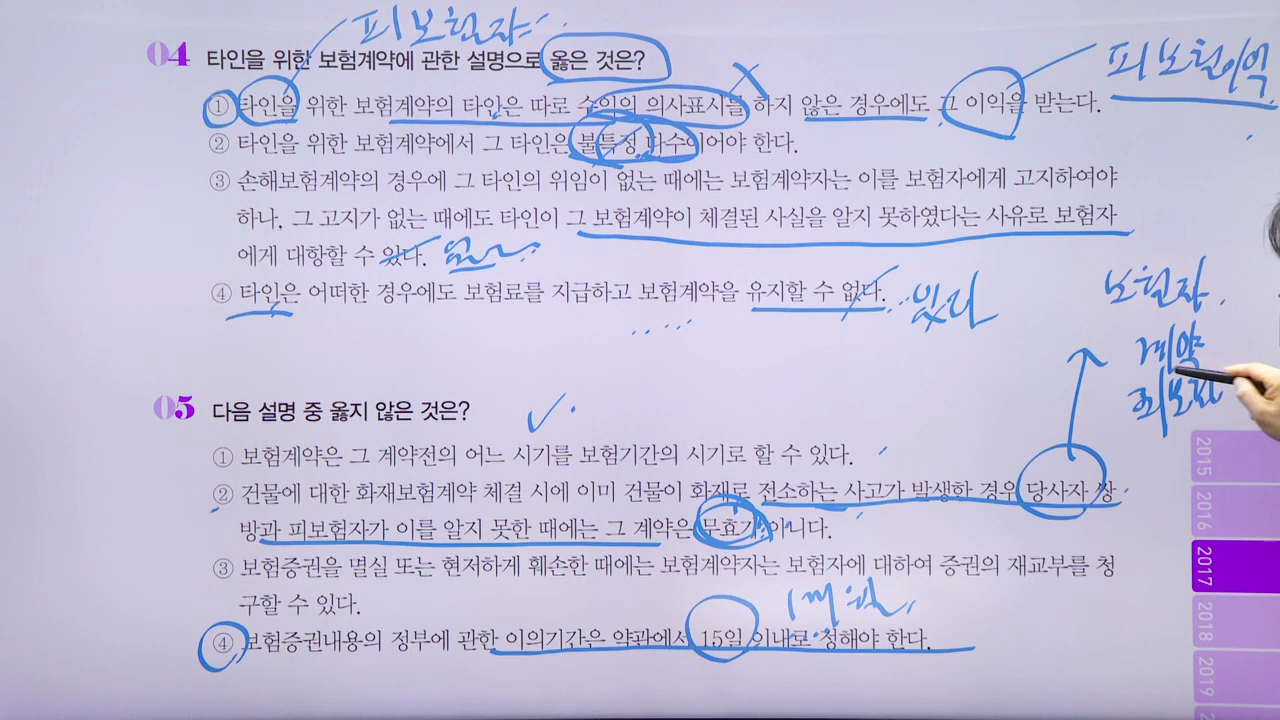 피보험자
04 타인을 위한 보험계약에 관한 설명으로 옳은 것은?
피보험이익
① 타인을 위한 보험계약의 타인은 따로 수익의 의사표시를 하지 않은 경우에도 그 이익을 받는다.
② 타인을 위한 보험계약에서 그 타인은 불특정 다수이어야 한다.
③ 손해보험계약의 경우에 그 타인의 위임이 없는 때에는 보험계약자는 이를 보험자에게 고지하여야
하나, 그 고지가 없는 때에도 타인이 그 보험계약이 체결된 사실을 알지 못하였다는 사유로 보험자
에게 대항할 수 있다. 없
④ 타인은 어떠한 경우에도 보험료를 지급하고 보험계약을 유지할 수 없다. 있다
보험자
계약
피보험
05 다음 설명 중 옳지 않은 것은?
① 보험계약은 그 계약전의 어느 시기를 보험기간의 시기로 할 수 있다.
② 건물에 대한 화재보험계약 체결 시에 이미 건물이 화재로 전소하는 사고가 발생한 경우 당사자 쌍
방과 피보험자가 이를 알지 못한 때에는 그 계약은 무효가 아니다.
③ 보험증권을 멸실 또는 현저하게 훼손한 때에는 보험계약자는 보험자에 대하여 증권의 재교부를 청
구할 수 있다.
④ 보험증권내용의 정부에 관한 이의기간은 약관에서 15일 이내로 정해야 한다.
2015
2016
2017
2018
2019